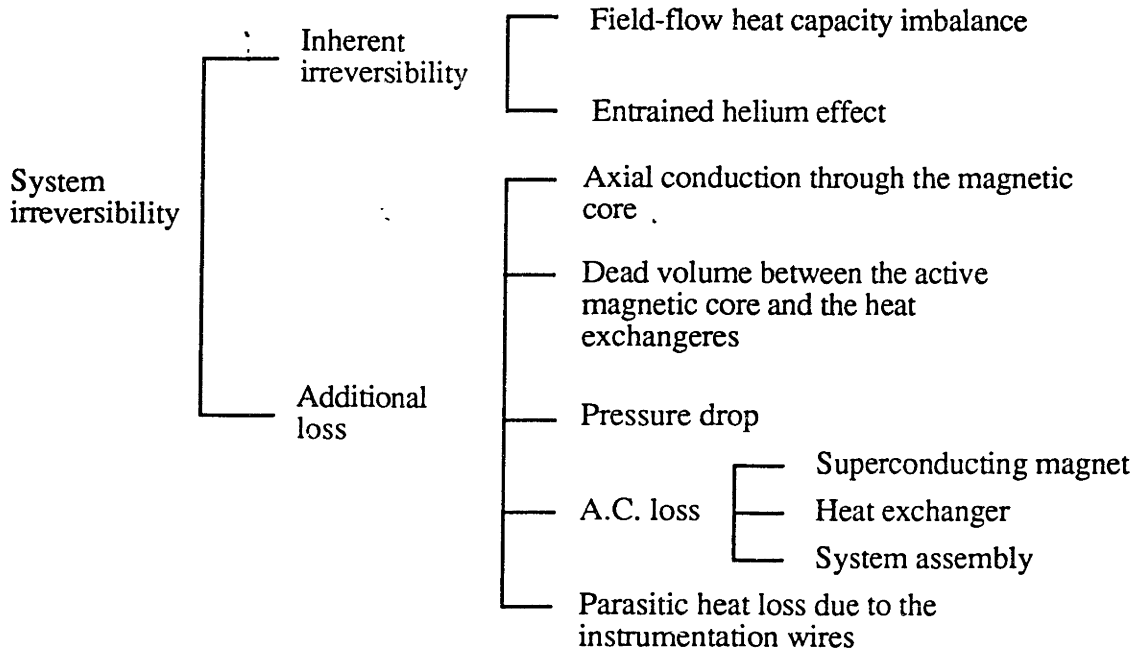 System
irreversibility
Inherent
irreversibility
Field-flow heat capacity imbalance
Entrained helium effect
Additional
loss
Axial conduction through the magnetic
core
Dead volume between the active
magnetic core and the heat
exchangeres
Pressure drop
A.C. loss
Superconducting magnet
Heat exchanger
System assembly
Parasitic heat loss due to the
instrumentation wires